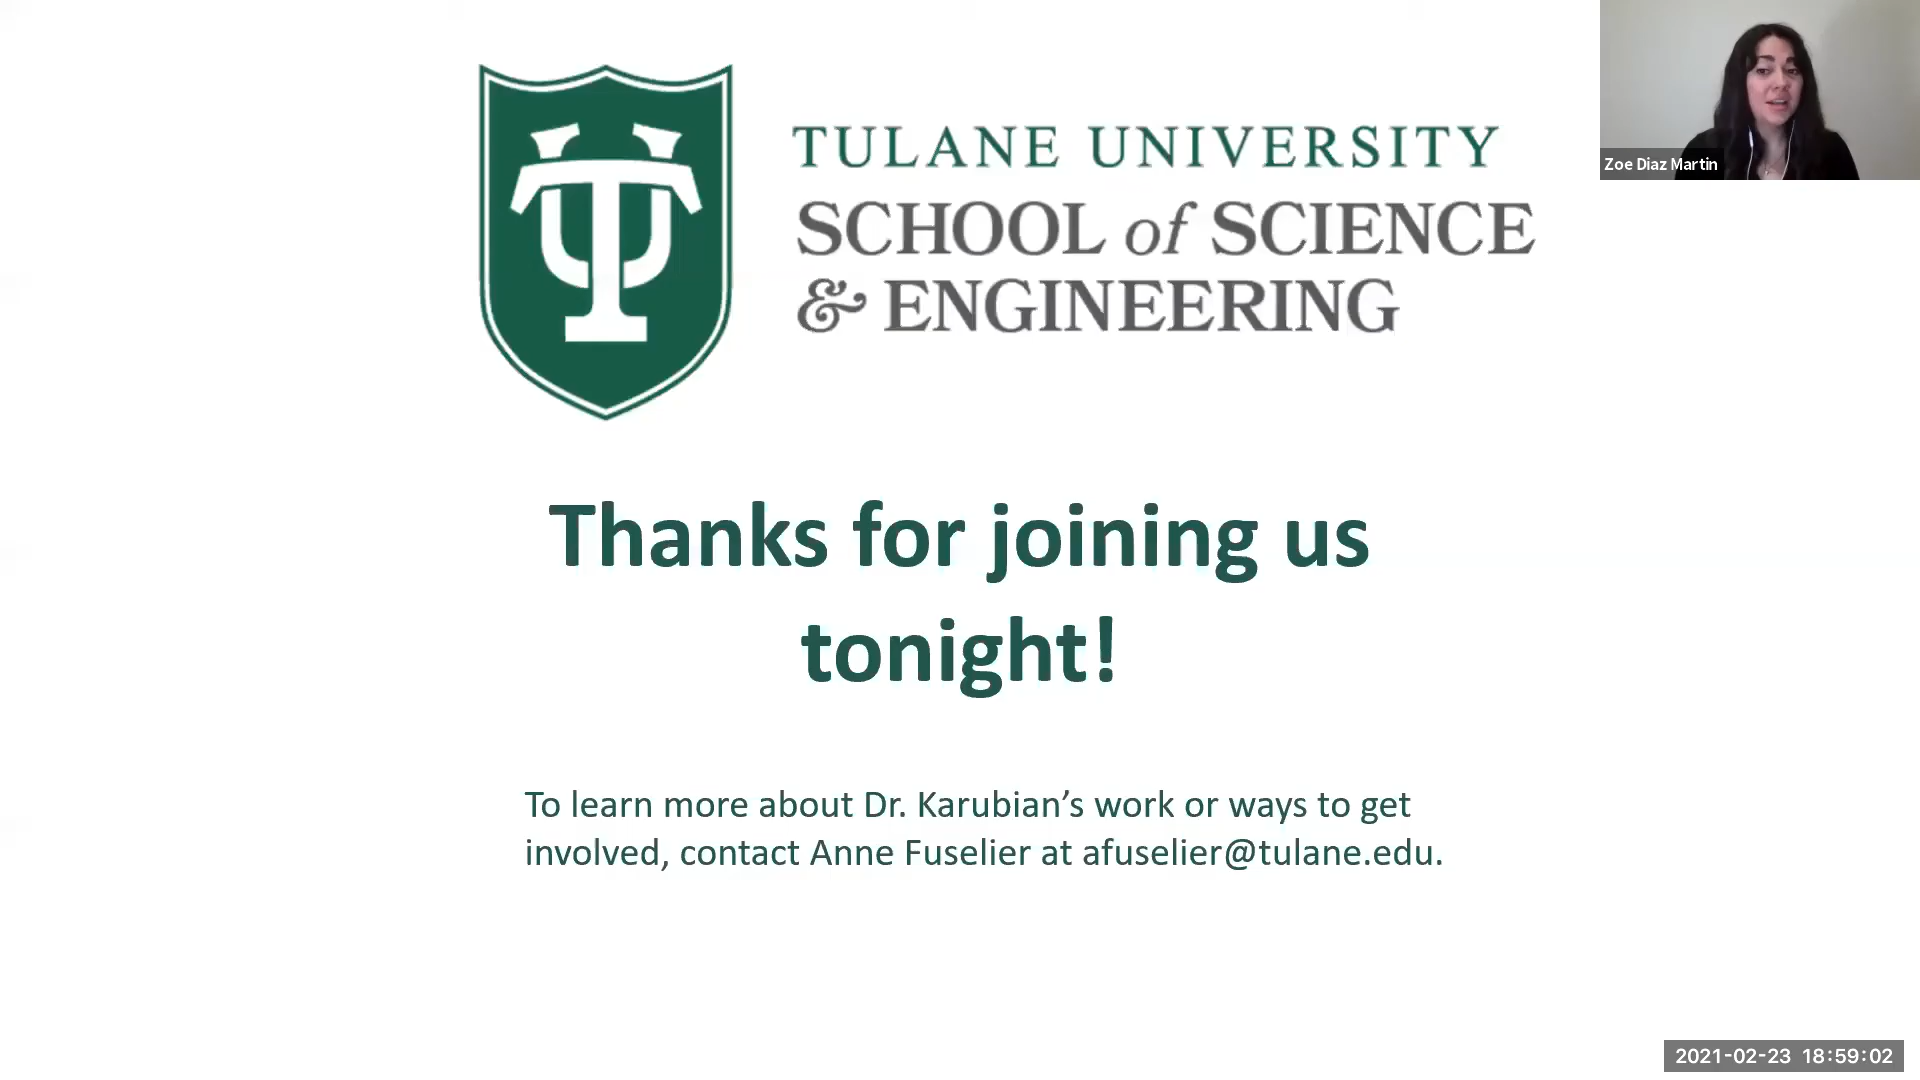 TULANE UNIVERSITY
SCHOOL of SCIENCE
& ENGINEERING
Zoe Diaz Martin
Thanks for joining us
tonight!
To learn more about Dr. Karubian’s work or ways to get
involved, contact Anne Fuselier at afuselier@tulane.edu.
2021-02-23 18:59:02